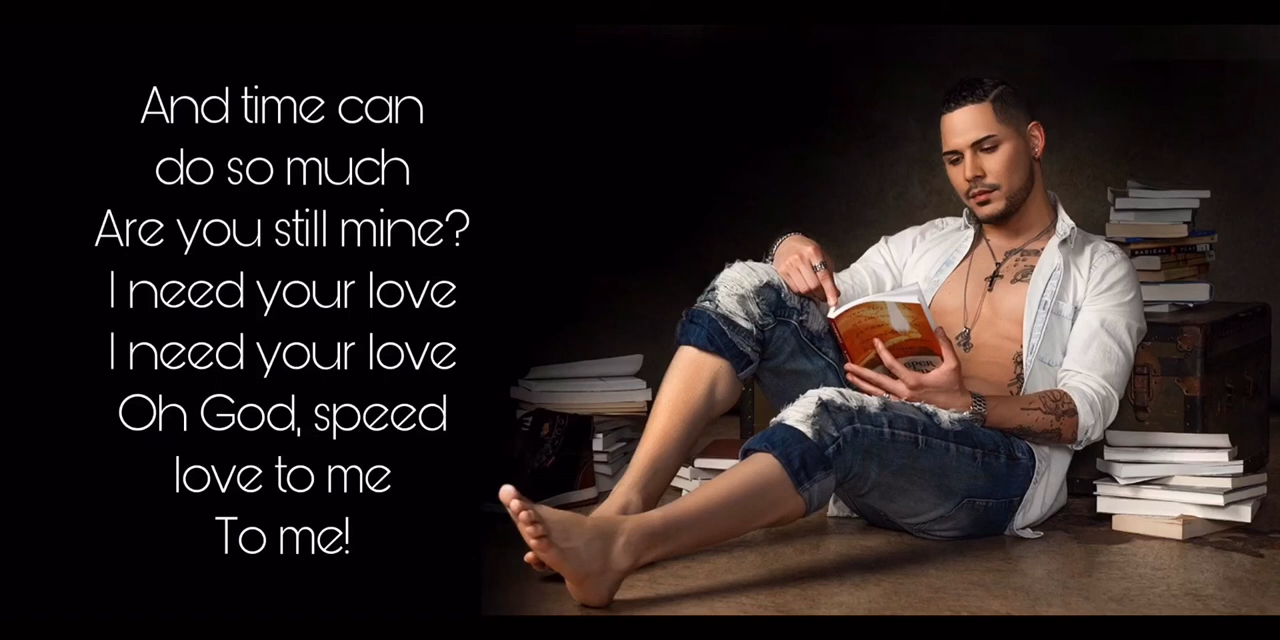 And time can
do so much
Are you still mine?
I need your love
I need your love
Oh God, speed
love to me
To me!
RADICAL